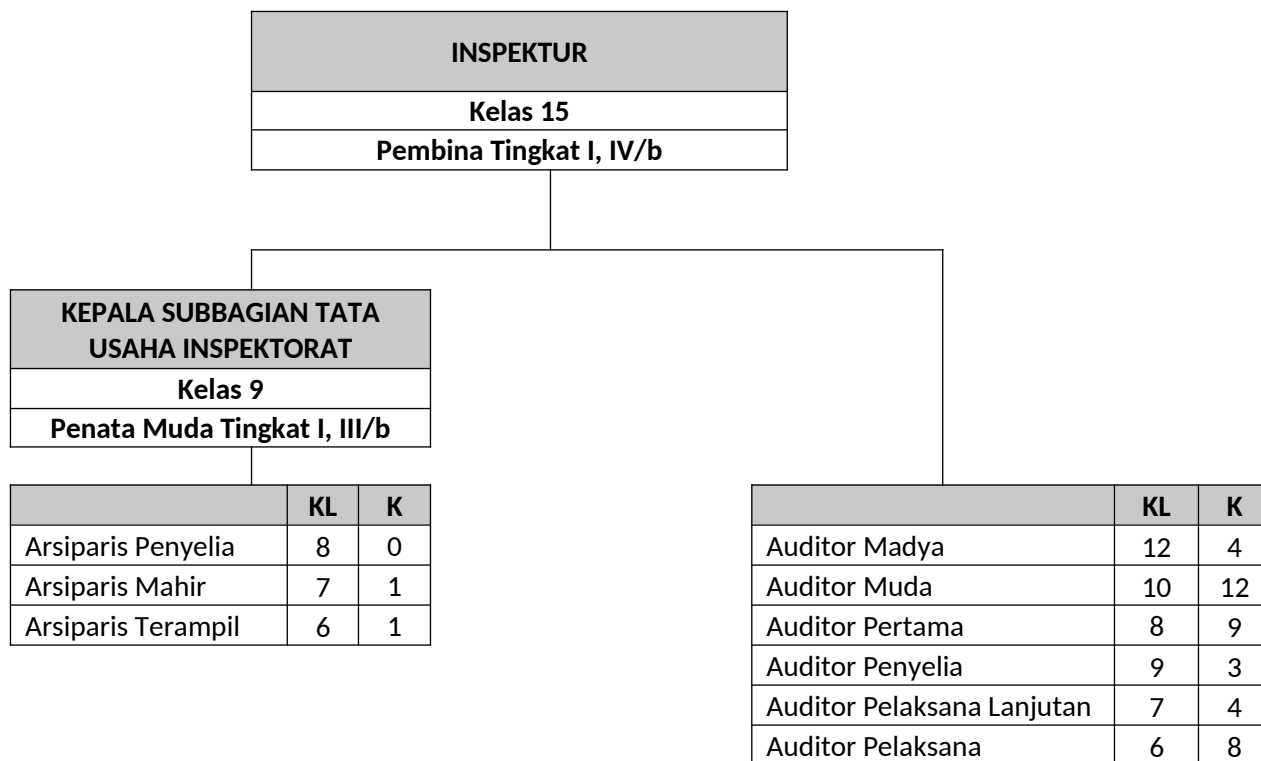 INSPEKTUR
Kelas 15
Pembina Tingkat I, IV/b
KEPALA SUBBAGIAN TATA
USAHA INSPEKTORAT
Kelas 9
Penata Muda Tingkat I, III/b
KL K
Arsiparis Penyelia 8 0
Arsiparis Mahir 7 1
Arsiparis Terampil 6 1
KL K
Auditor Madya 12 4
Auditor Muda 10 12
Auditor Pertama 8 9
Auditor Penyelia 9 3
Auditor Pelaksana Lanjutan 7 4
Auditor Pelaksana 6 8